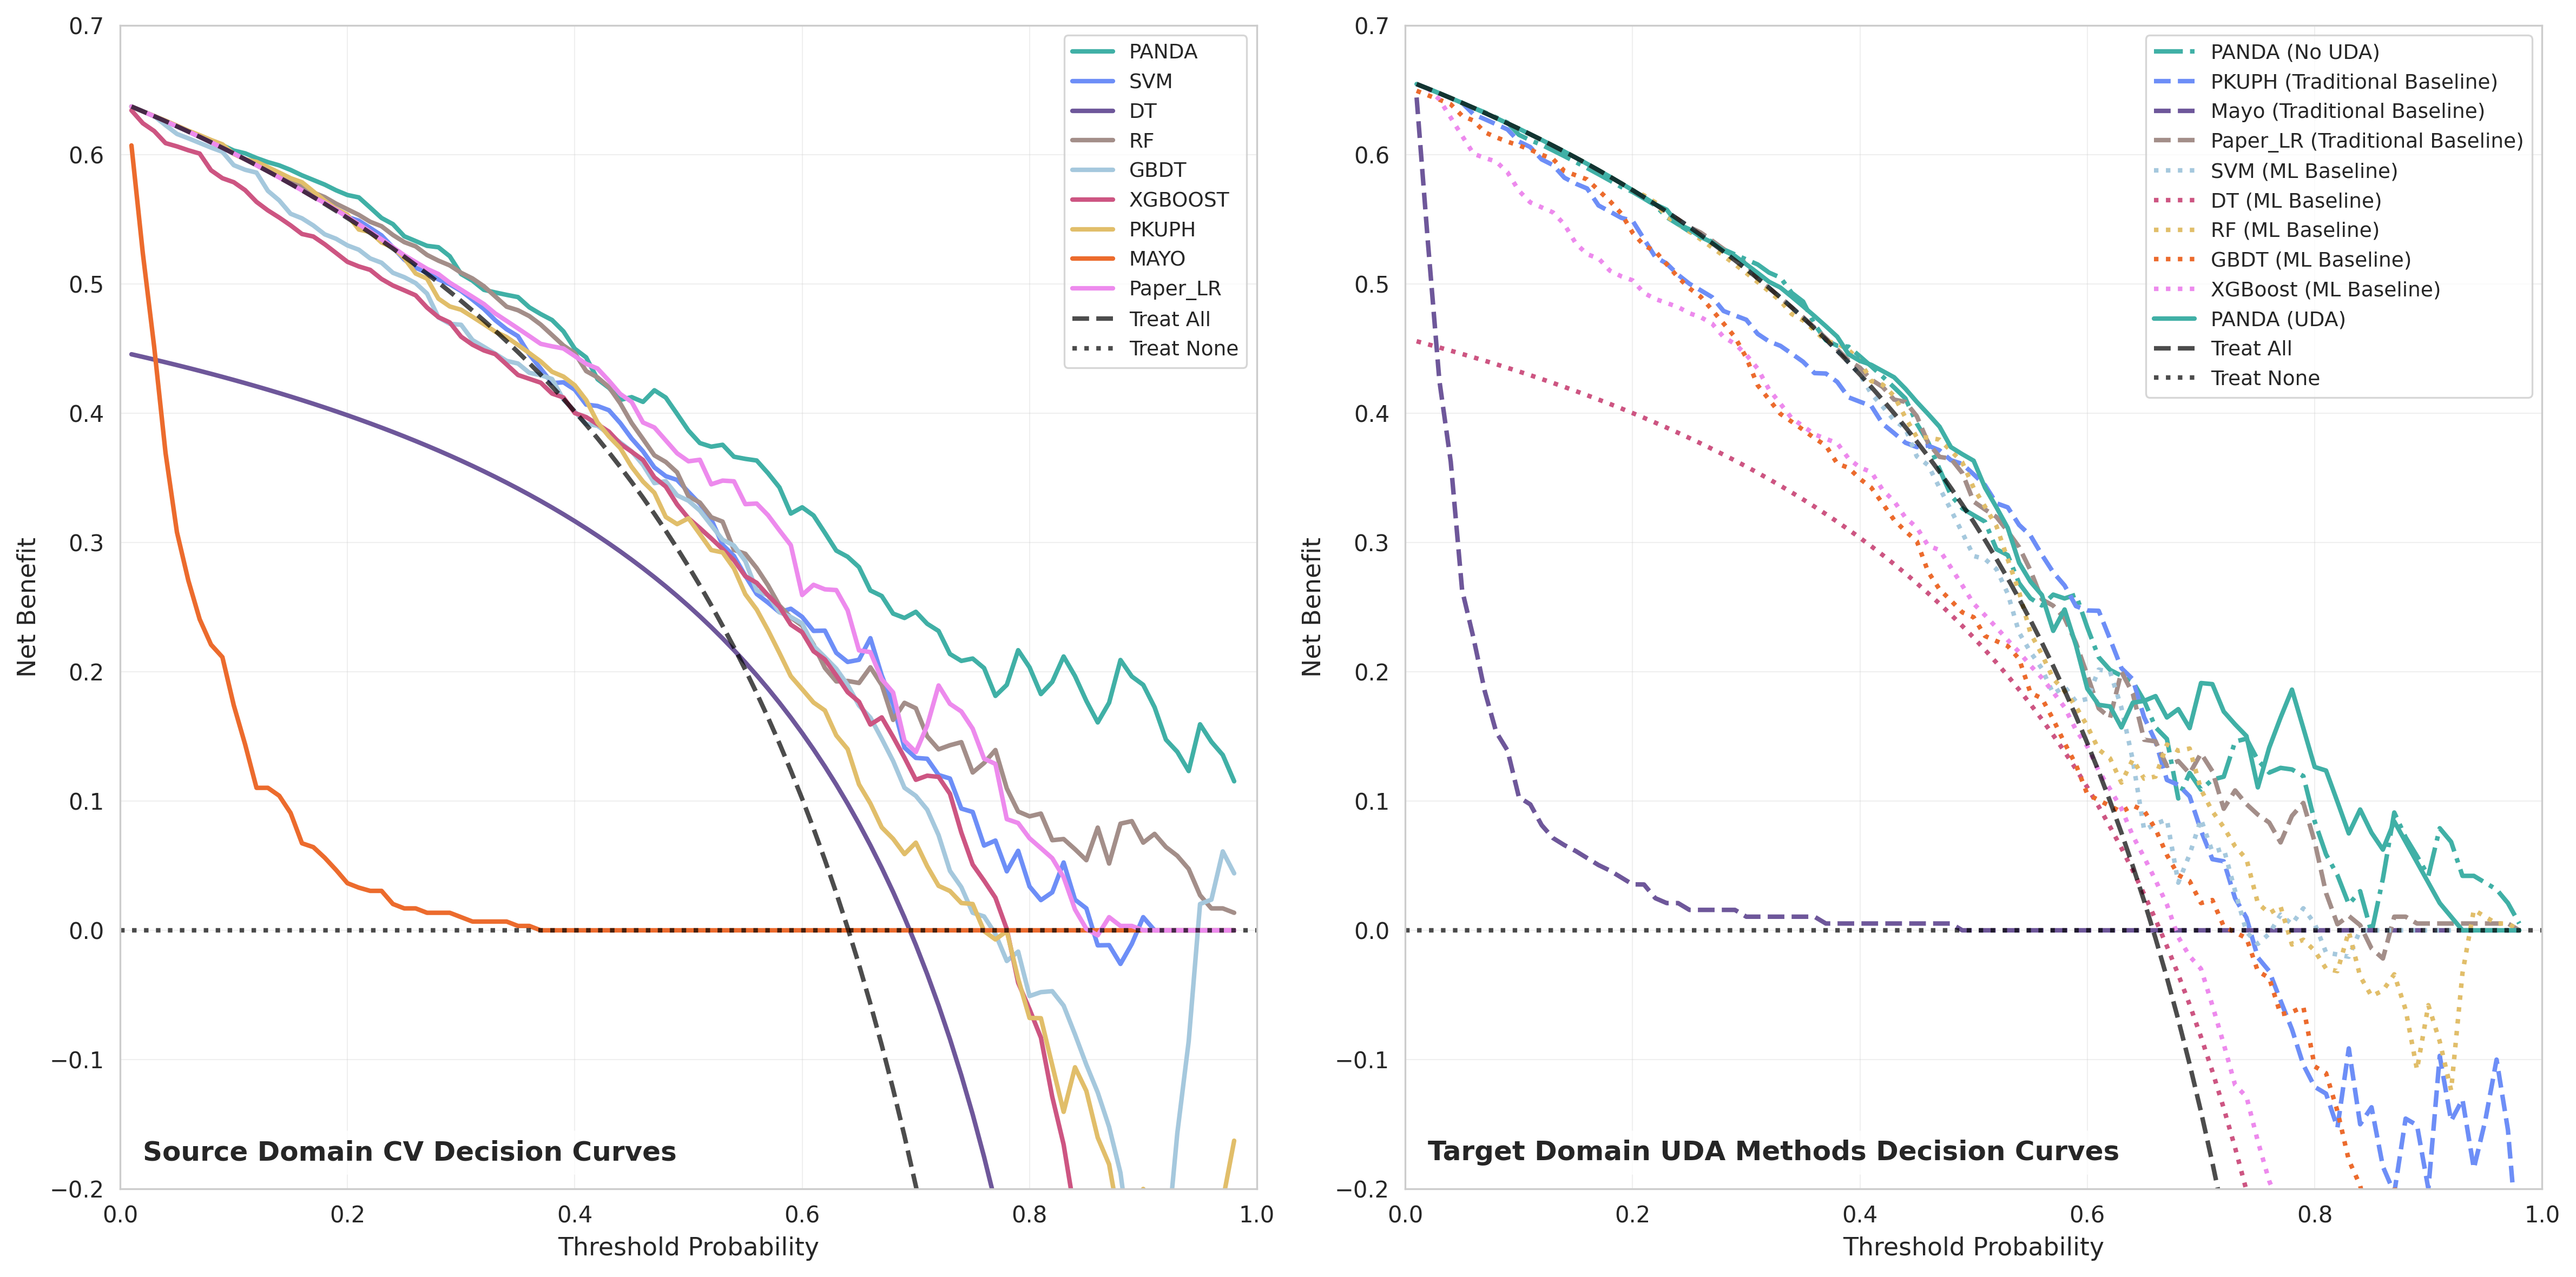 0.7
0.6
0.5
0.4
0.3
0.2
0.1
0.0
−0.1
−0.2
Net Benefit
PANDA
SVM
DT
RF
GBDT
XGBOOST
PKUPH
MAYO
Paper_LR
Treat All
Treat None
Source Domain CV Decision Curves
0.0 0.2 0.4 0.6 0.8 1.0
Threshold Probability
0.7
0.6
0.5
0.4
0.3
0.2
0.1
0.0
−0.1
−0.2
Net Benefit
PANDA (No UDA)
PKUPH (Traditional Baseline)
Mayo (Traditional Baseline)
Paper_LR (Traditional Baseline)
SVM (ML Baseline)
DT (ML Baseline)
RF (ML Baseline)
GBDT (ML Baseline)
XGBoost (ML Baseline)
PANDA (UDA)
Treat All
Treat None
Target Domain UDA Methods Decision Curves
0.0 0.2 0.4 0.6 0.8 1.0
Threshold Probability